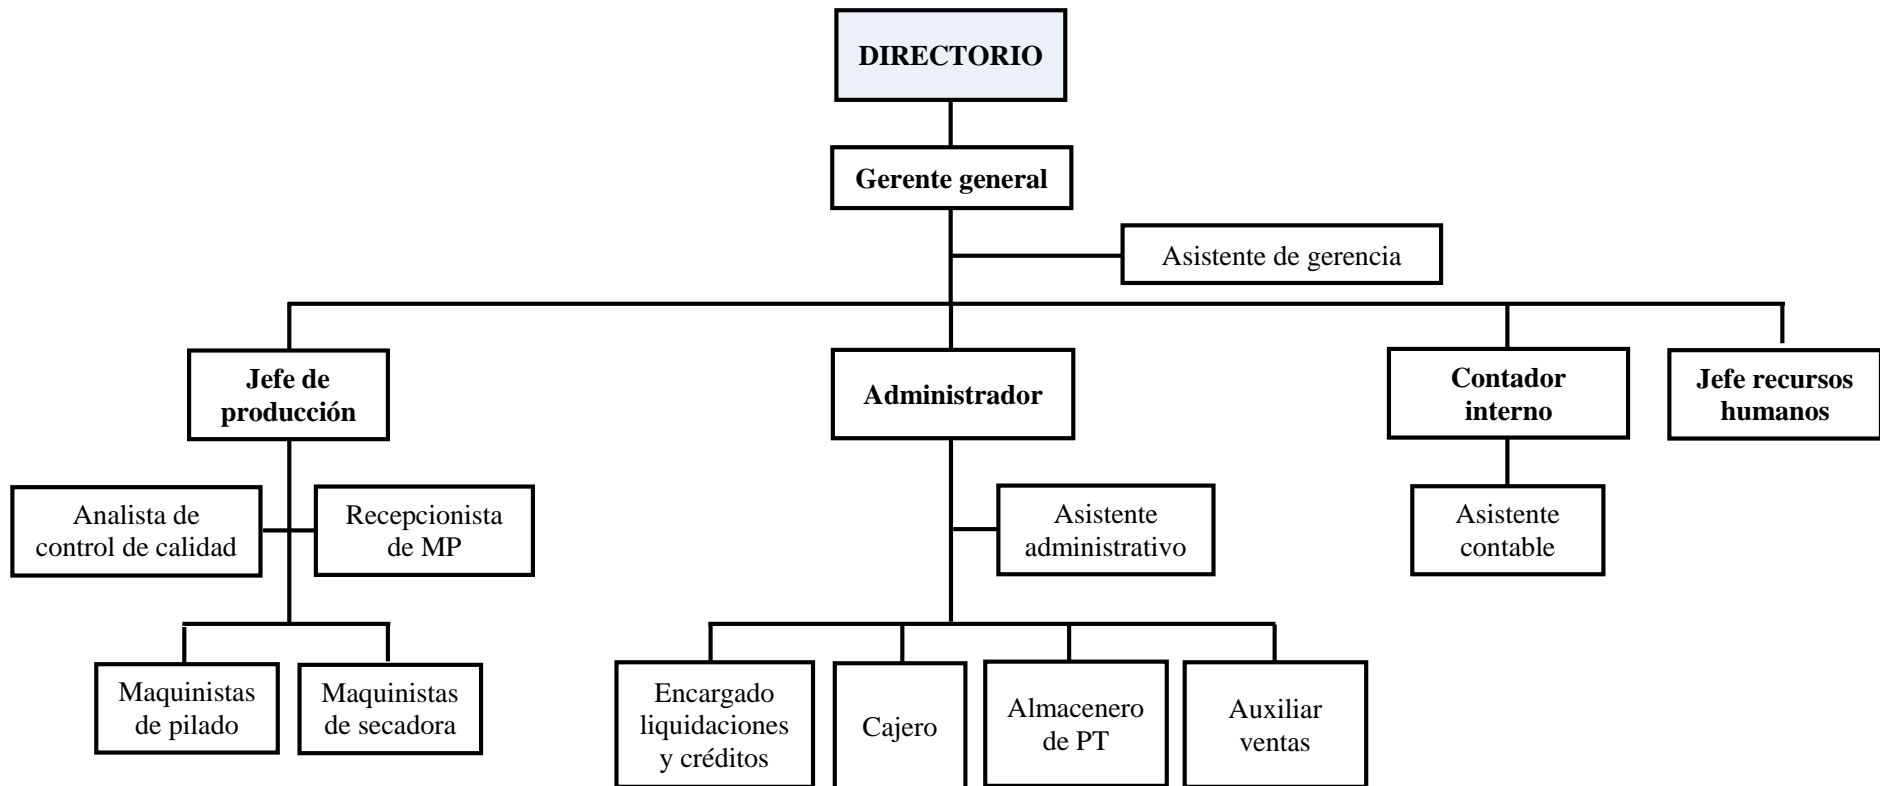 DIRECTORIO
Gerente general
Asistente de gerencia
Jefe de
producción
Administrador
Contador
interno
Jefe recursos
humanos
Analista de
control de calidad
Recepcionista
de MP
Asistente
administrativo
Asistente
contable
Maquinistas
de pilado
Maquinistas
de secadora
Encargado
liquidaciones
y créditos
Cajero
Almacenero
de PT
Auxiliar
ventas